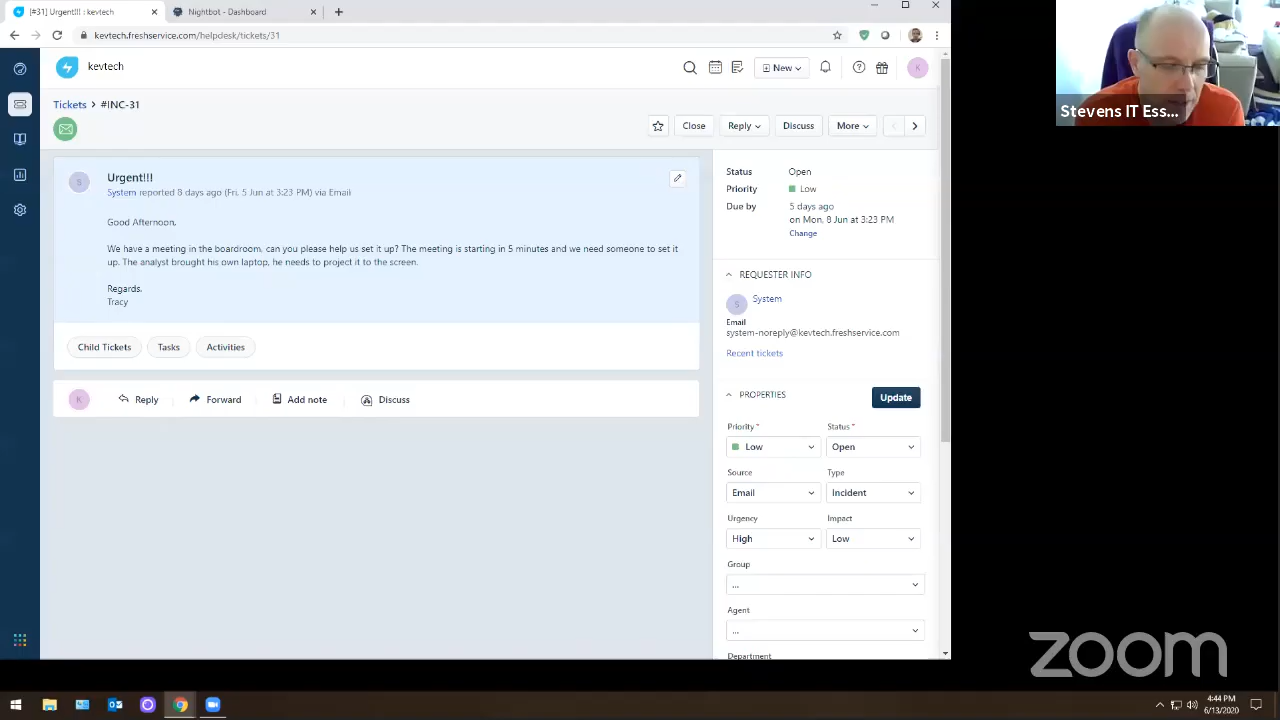 [#31] Urgent!!! : kevtech
Nightbot - Dashboard
kevtech.freshservice.com/helpdesk/tickets/31
kevtech
New
K
Tickets > #INC-31
Close
Reply
Discuss
More
S
Urgent!!!
System reported 8 days ago (Fri, 5 Jun at 3:23 PM) via Email
Good Afternoon,
We have a meeting in the boardroom, can you please help us set it up? The meeting is starting in 5 minutes and we need someone to set it
up. The analyst brought his own laptop, he needs to project it to the screen.
Regards,
Tracy
Child Tickets
Tasks
Activities
K
Reply
Forward
Add note
Discuss
Status
Open
Priority
Low
Due by
5 days ago
on Mon, 8 Jun at 3:23 PM
Change
REQUESTER INFO
S
System
Email
system-noreply@kevtech.freshservice.com
Recent tickets
PROPERTIES
Update
Priority *
Status *
Low
Open
Source
Type
Email
Incident
Urgency
Impact
High
Low
Group
...
Agent
...
Department
Stevens IT Ess...
zoom
4:44 PM
6/13/2020